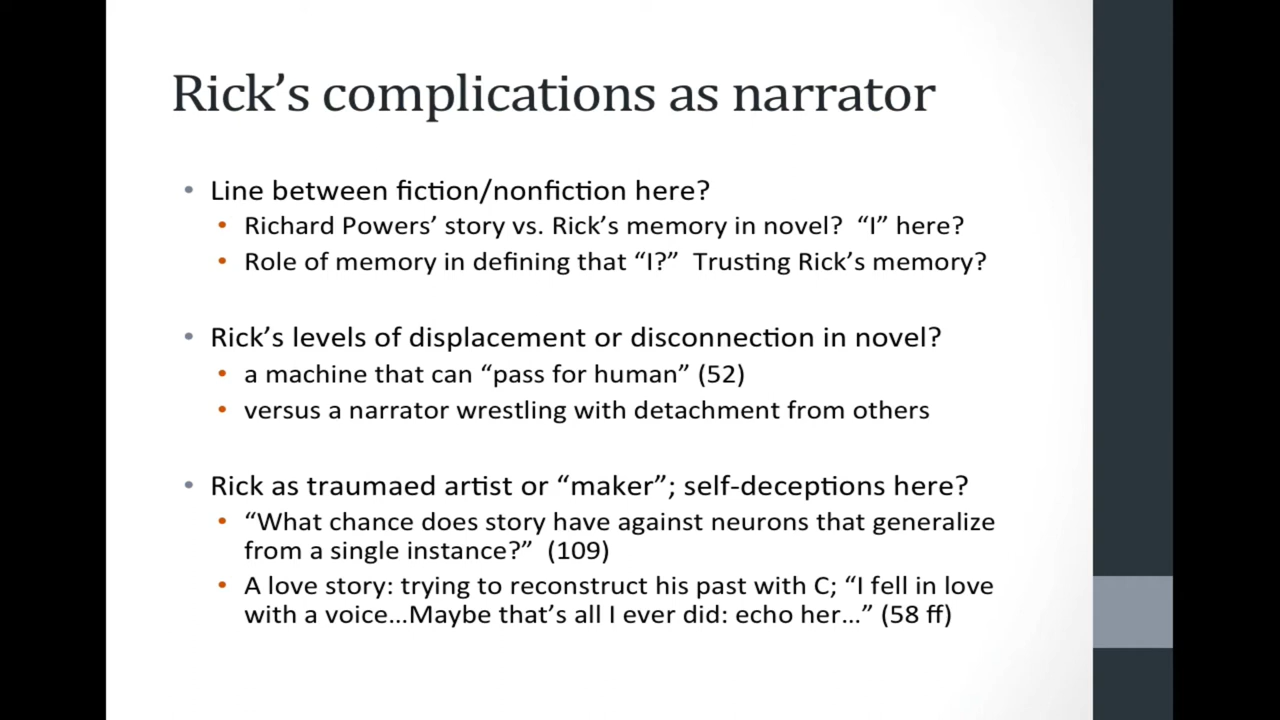 Rick’s complications as narrator
• Line between fiction/nonfiction here?
• Richard Powers’ story vs. Rick’s memory in novel?  “I” here?
• Role of memory in defining that “I?”  Trusting Rick’s memory?
• Rick’s levels of displacement or disconnection in novel?
• a machine that can “pass for human” (52)
• versus a narrator wrestling with detachment from others
• Rick as traumaed artist or “maker”; self-deceptions here?
• “What chance does story have against neurons that generalize
from a single instance?”  (109)
• A love story: trying to reconstruct his past with C; “I fell in love
with a voice…Maybe that’s all I ever did: echo her…” (58 ff)